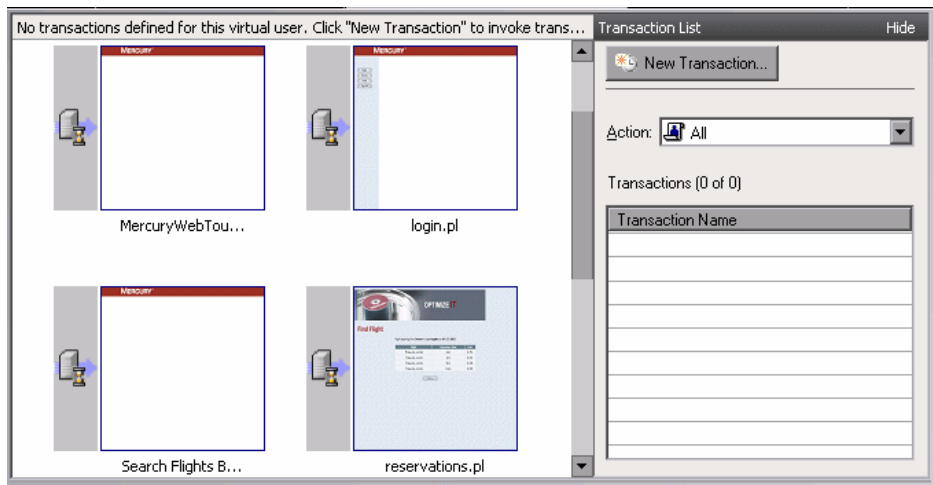 No transactions defined for this virtual user. Click "New Transaction" to invoke trans...
Transaction List
Hide
MERCURY
MERCURY
New Transaction...
Action:
All
Transactions (0 of 0)
Transaction Name
MercuryWebTou...
login.pl
MERCURY
OPTIMIZE IT
Find Flight
Search Flights B...
reservations.pl